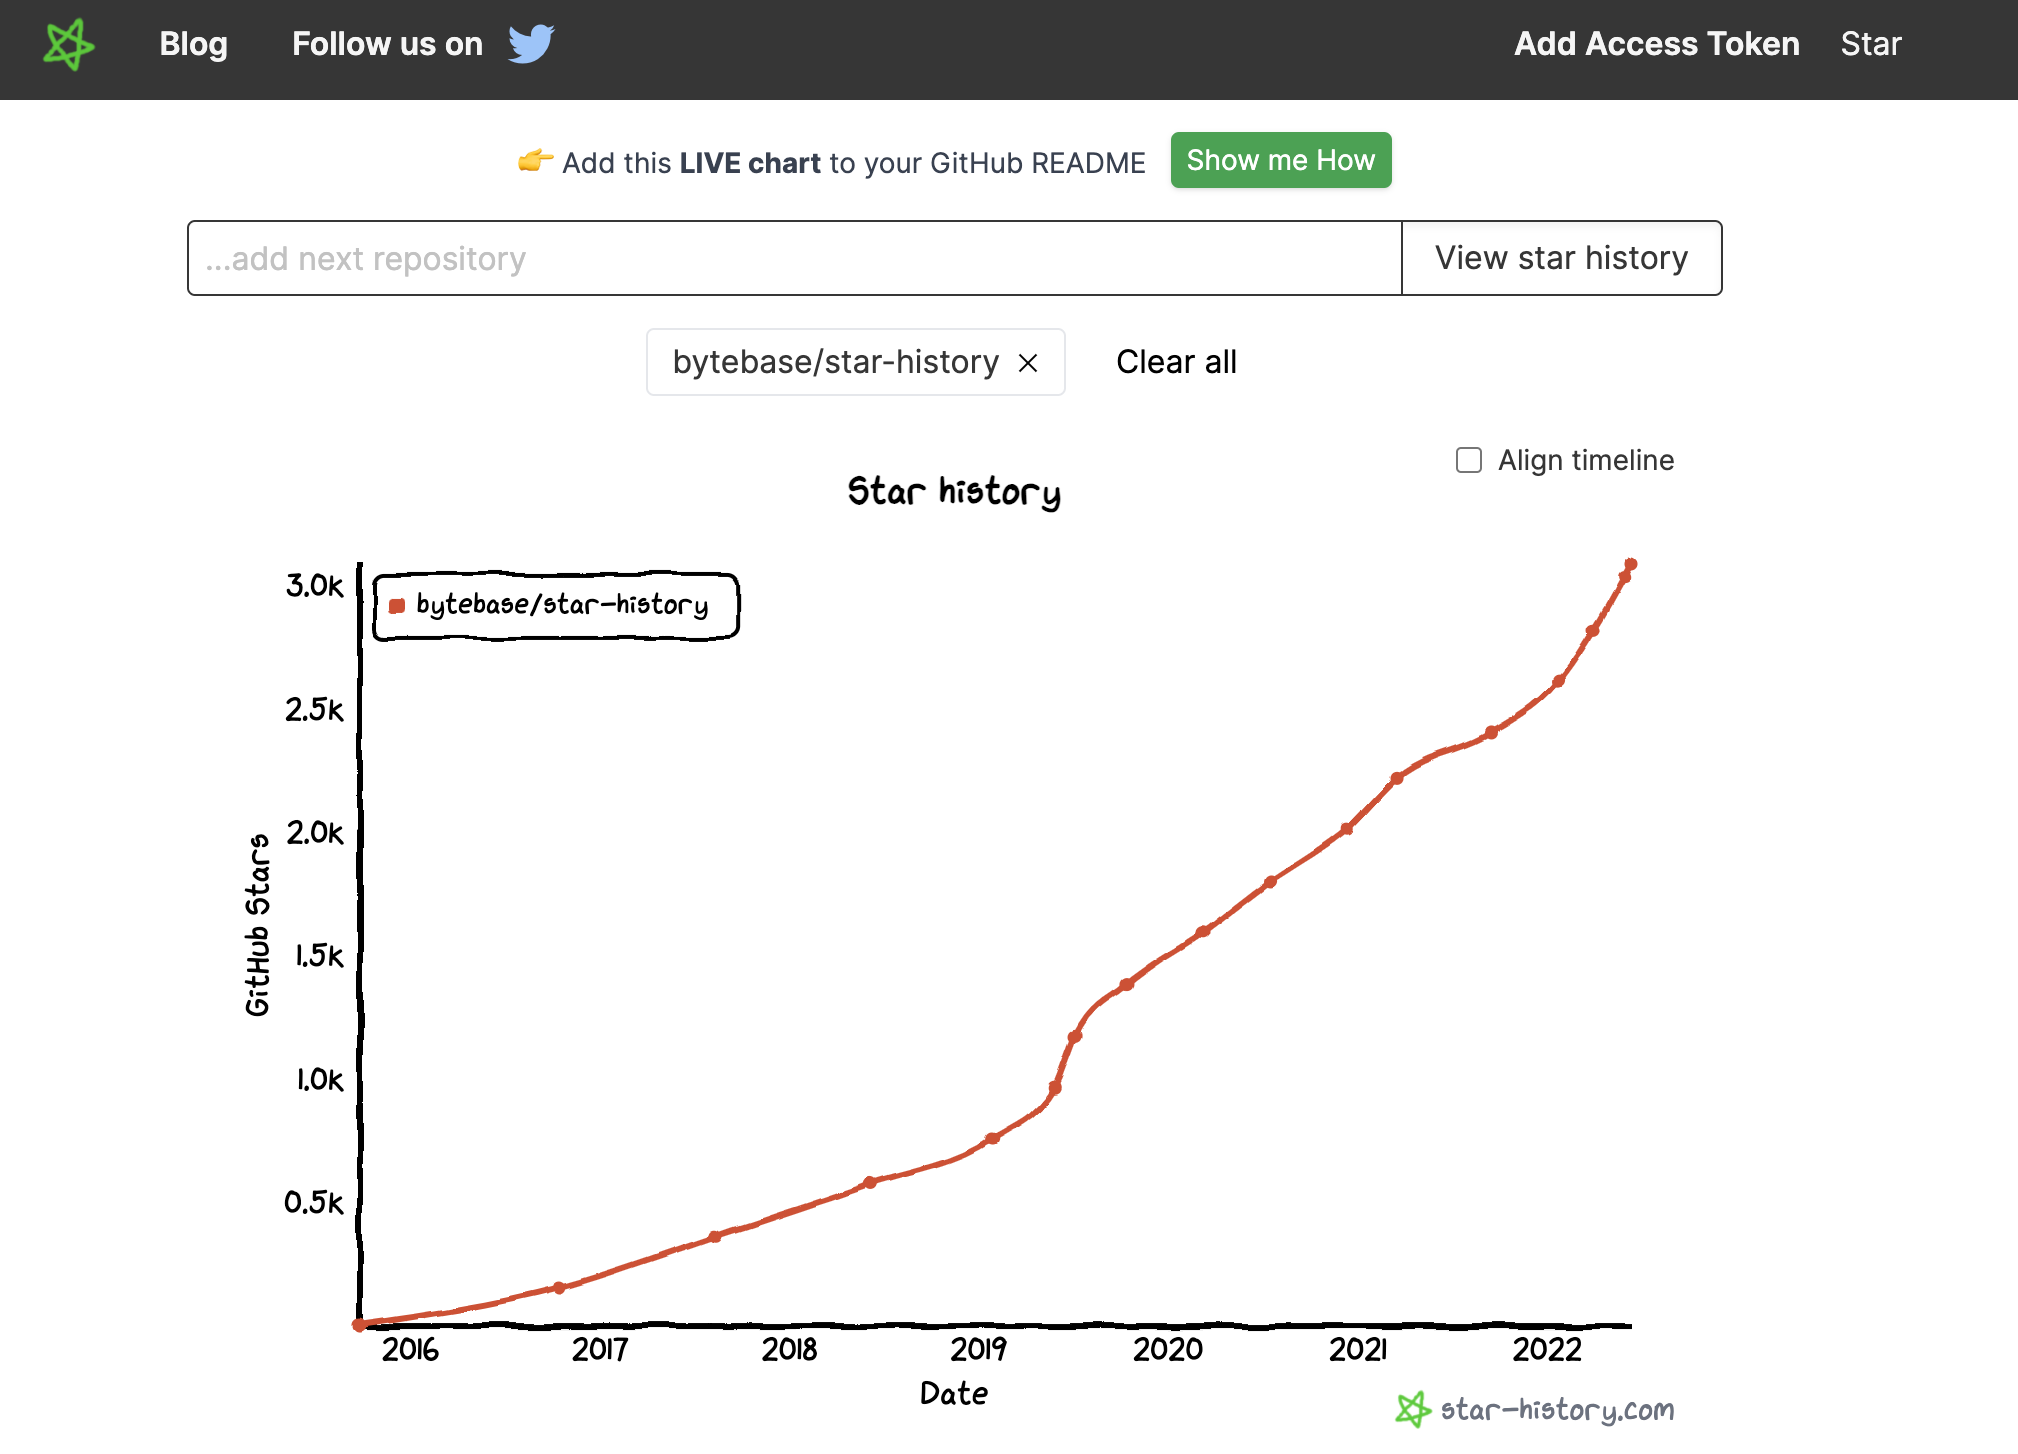 Blog Follow us on Add Access Token Star
👉 Add this LIVE chart to your GitHub README Show me How
...add next repository View star history
bytebase/star-history × Clear all
Align timeline
Star history
bytebase/star-history
3.0k
2.5k
2.0k
1.5k
1.0k
0.5k
GitHub Stars
2016 2017 2018 2019 2020 2021 2022
Date
star-history.com